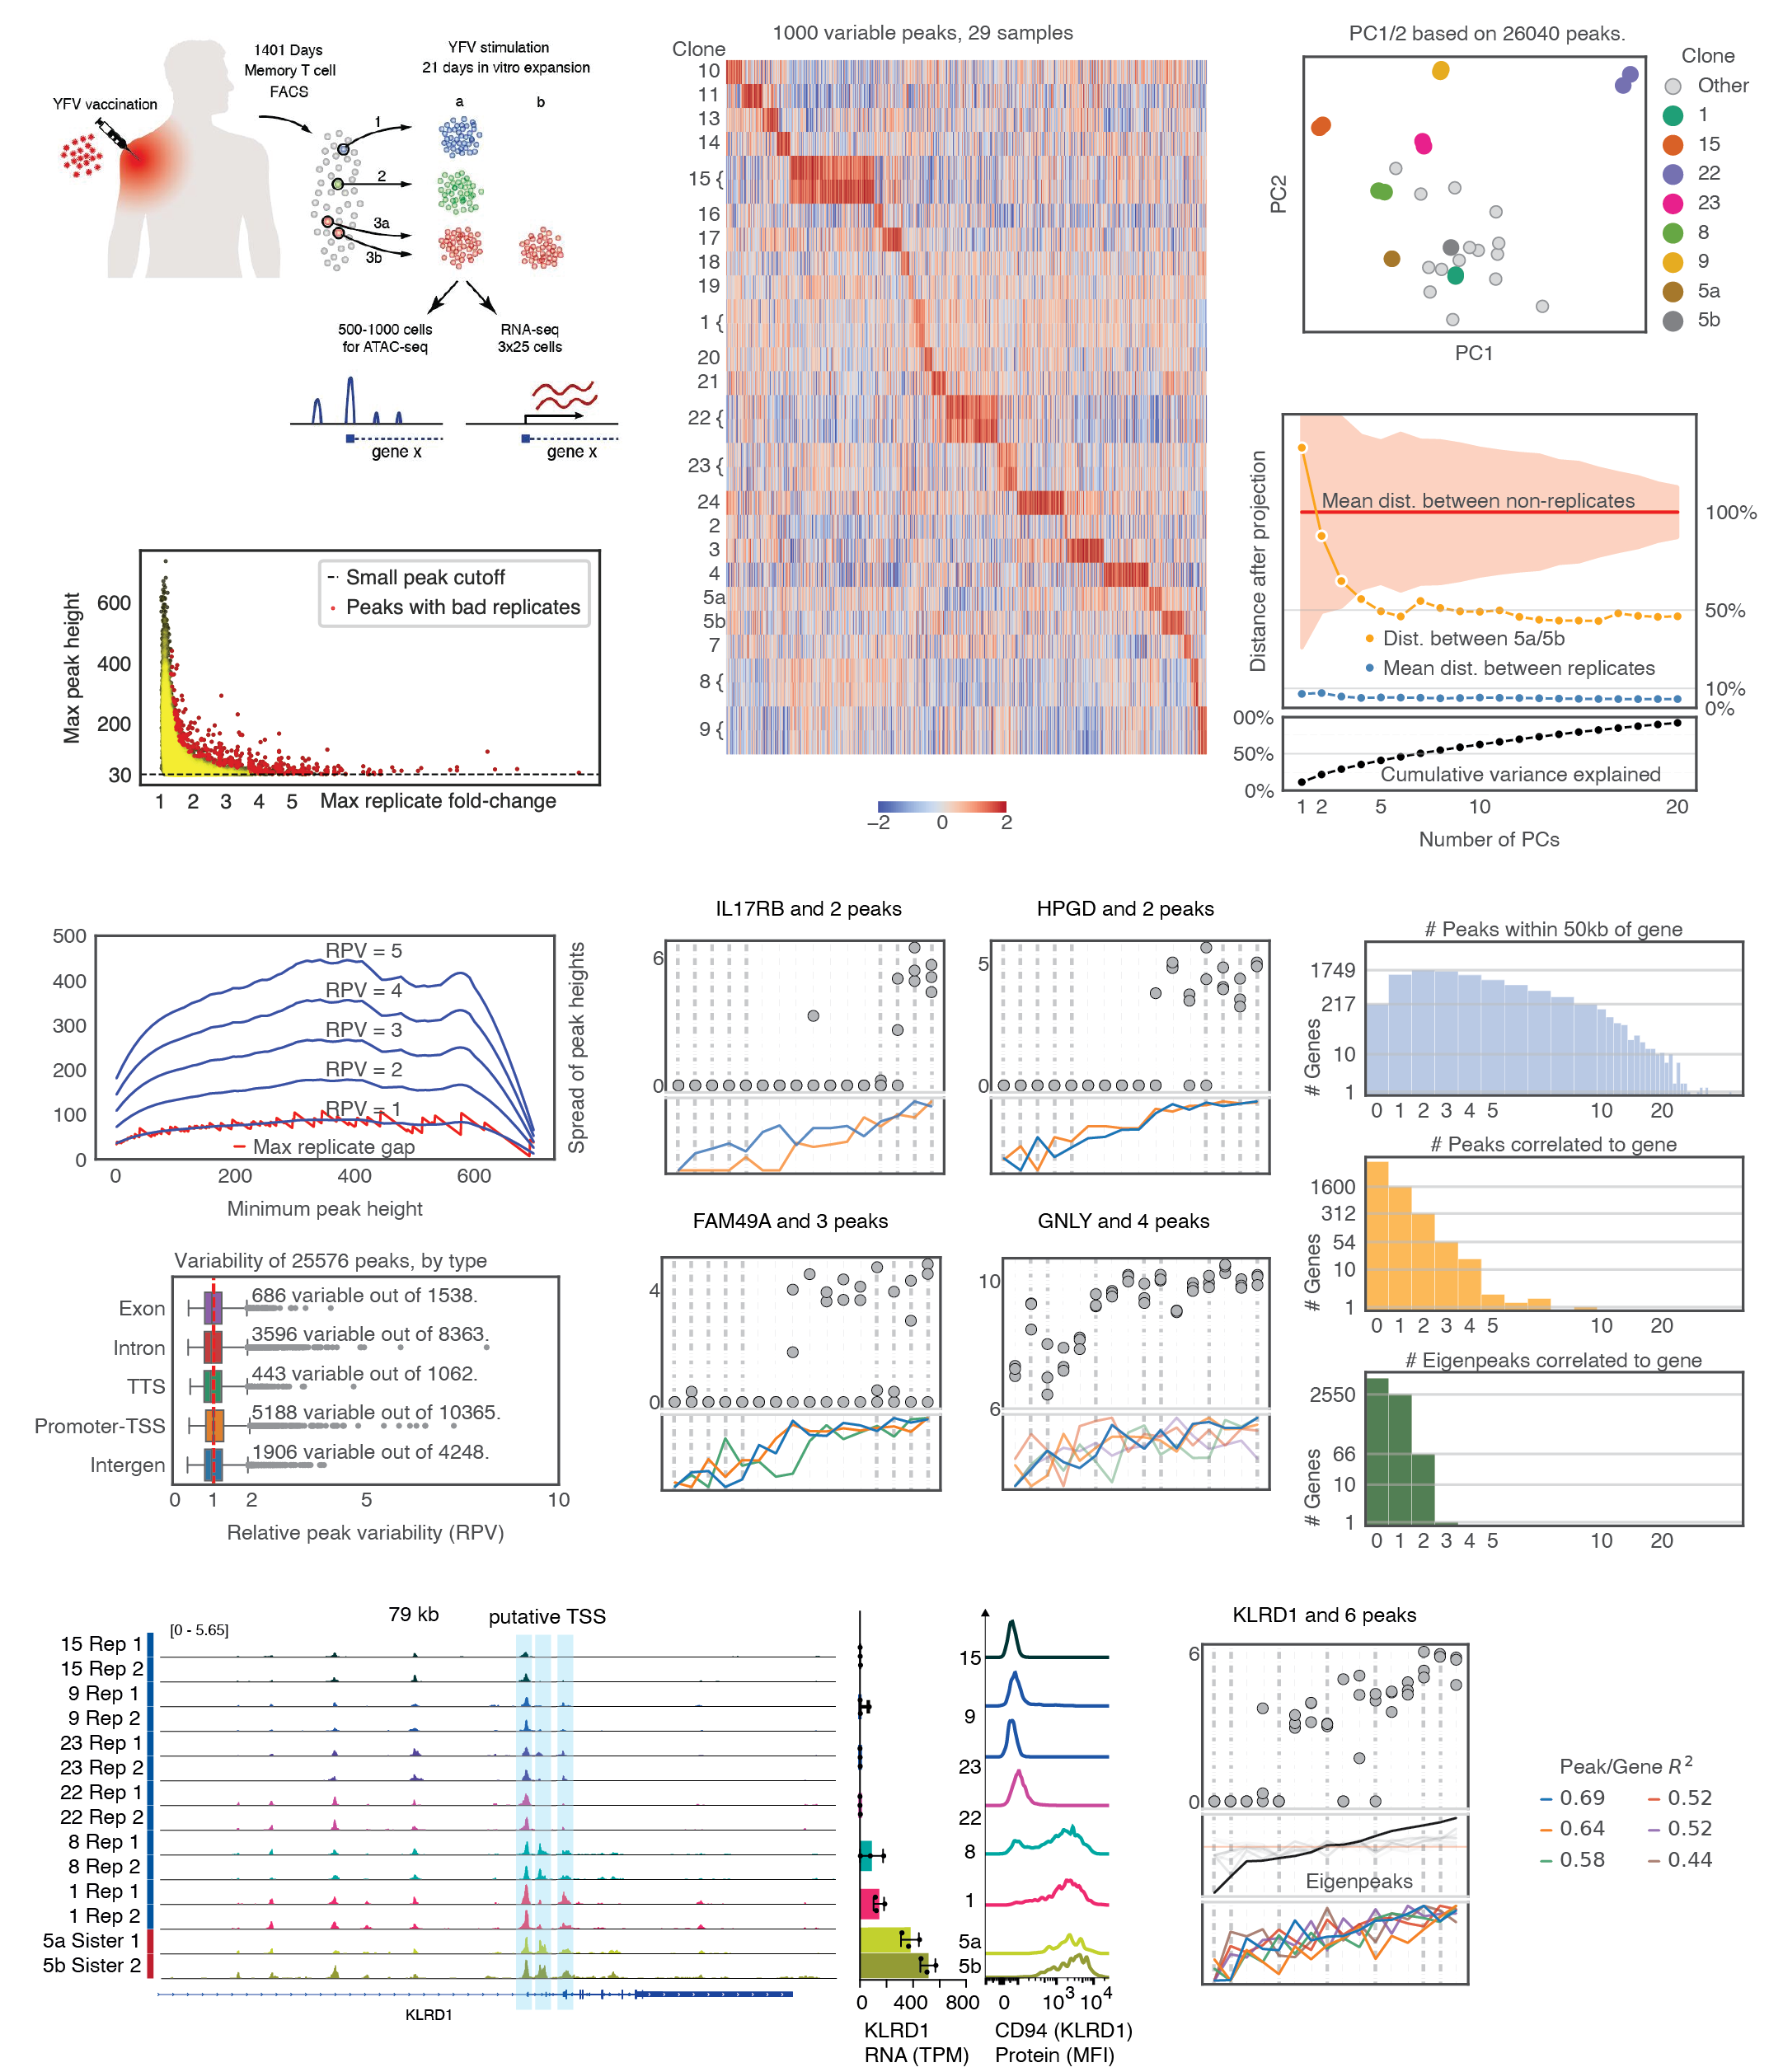 YFV vaccination
1401 Days
Memory T cell
FACS
YFV stimulation
21 days in vitro expansion
a
b
1
2
3a
3b
500-1000 cells
for ATAC-seq
RNA-seq
3x25 cells
gene x
gene x
Max peak height
600
400
200
30
Small peak cutoff
Peaks with bad replicates
1 2 3 4 5 Max replicate fold-change
1000 variable peaks, 29 samples
Clone
10
11
13
14
15 {
16
17
18
19
1 {
20
21
22 {
23 {
24
2
3
4
5a
5b
7
8 {
9 {
−2 0 2
PC1/2 based on 26040 peaks.
PC2
PC1
Clone
Other
1
15
22
23
8
9
5a
5b
Distance after projection
Mean dist. between non-replicates
100%
50%
Dist. between 5a/5b
Mean dist. between replicates
10%
0%
00%
50%
0%
Cumulative variance explained
1 2 5 10 20
Number of PCs
500
400
300
200
100
0
RPV = 5
RPV = 4
RPV = 3
RPV = 2
RPV = 1
Max replicate gap
0 200 400 600
Minimum peak height
Spread of peak heights
Variability of 25576 peaks, by type
Exon
686 variable out of 1538.
Intron
3596 variable out of 8363.
TTS
443 variable out of 1062.
Promoter-TSS
5188 variable out of 10365.
Intergen
1906 variable out of 4248.
0 1 2 5 10
Relative peak variability (RPV)
IL17RB and 2 peaks
6
0
HPGD and 2 peaks
5
0
FAM49A and 3 peaks
4
0
GNLY and 4 peaks
10
6
# Peaks within 50kb of gene
# Genes
1749
217
10
1
0 1 2 3 4 5 10 20
# Peaks correlated to gene
# Genes
1600
312
54
10
1
0 1 2 3 4 5 10 20
# Eigenpeaks correlated to gene
# Genes
2550
66
10
1
0 1 2 3 4 5 10 20
79 kb
putative TSS
[0 - 5.65]
15 Rep 1
15 Rep 2
9 Rep 1
9 Rep 2
23 Rep 1
23 Rep 2
22 Rep 1
22 Rep 2
8 Rep 1
8 Rep 2
1 Rep 1
1 Rep 2
5a Sister 1
5b Sister 2
KLRD1
0 400 800
KLRD1
RNA (TPM)
15
9
23
22
8
1
5a
5b
0 10³ 10⁴
CD94 (KLRD1)
Protein (MFI)
KLRD1 and 6 peaks
6
0
Eigenpeaks
Peak/Gene R²
0.69 0.52
0.64 0.52
0.58 0.44